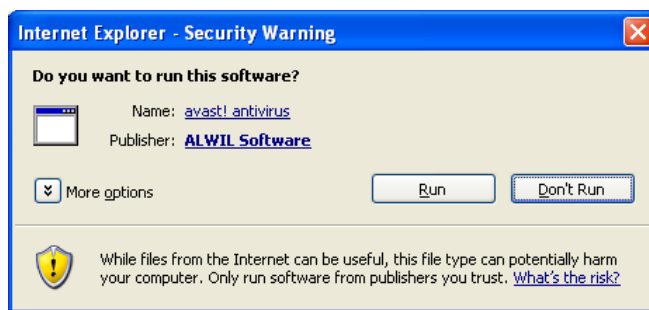 Internet Explorer - Security Warning
Do you want to run this software?
Name: avast! antivirus
Publisher: ALWIL Software
More options
Run
Don't Run
While files from the Internet can be useful, this file type can potentially harm
your computer. Only run software from publishers you trust. What's the risk?